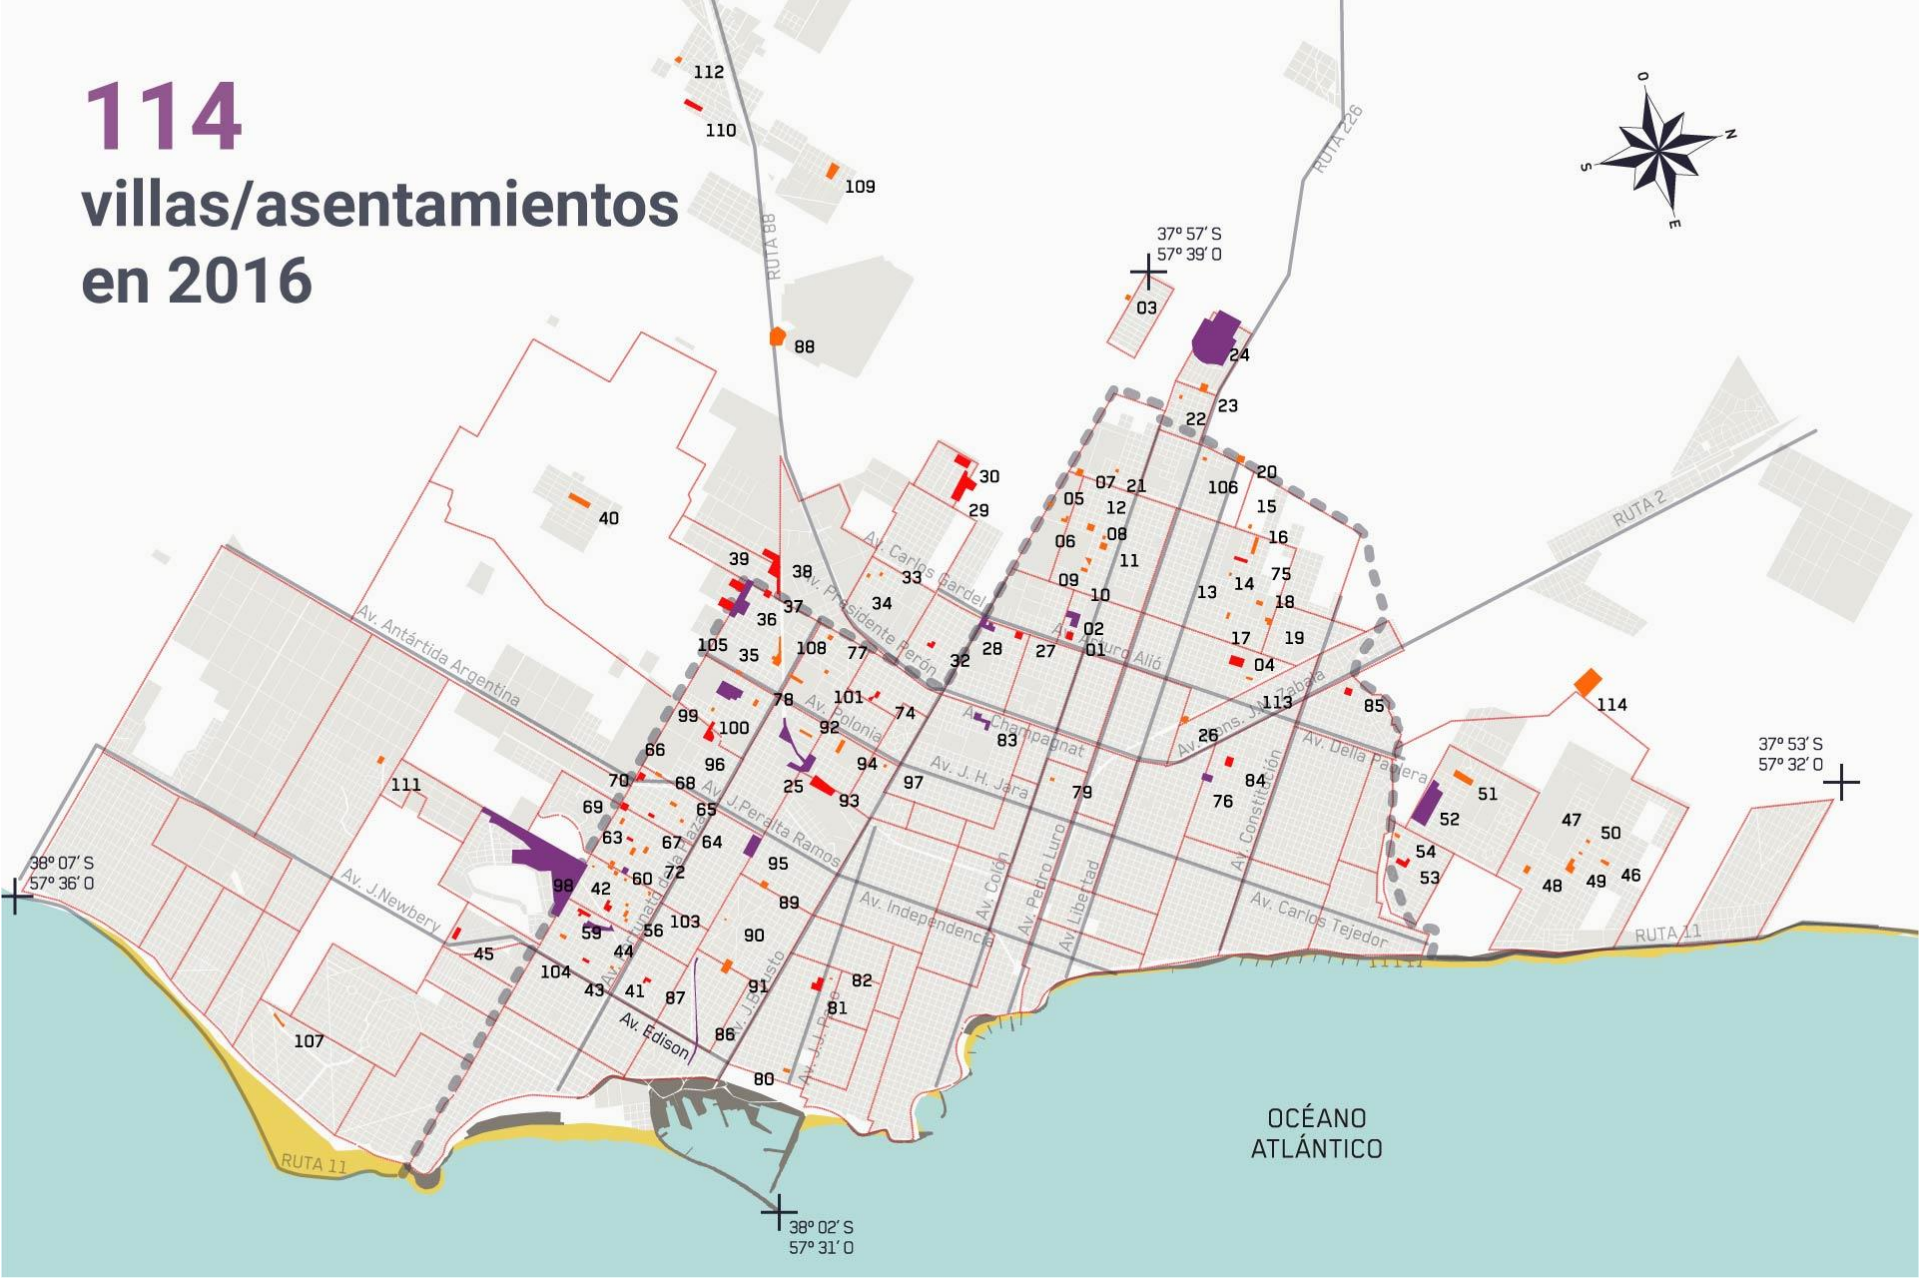 114
villas/asentamientos
en 2016
O
N
S
E
112
110
109
RUTA 88
RUTA 226
37º 57' S
57º 39' O
03
88
24
23
22
30
29
40
07
21
05
12
06
08
11
09
10
20
106
15
16
75
14
13
18
17
19
04
113
RUTA 2
39
38
37
36
Av. Carlos Gardel
33
34
Av. Presidente Perón
02
01
Av. Arturo Alió
28
27
32
105
35
108
77
Av. Antártida Argentina
78
101
74
Av. Polonia
99
100
92
66
96
94
97
Av. Champagnat
83
Av. J. H. Jara
79
26
Av. Cons. J.M. Zabala
85
Av. Della Paolera
84
76
Av. Constitución
114
37º 53' S
57º 32' O
51
52
47
50
54
53
48
49
46
111
70
68
25
93
69
65
Av. J.Peralta Ramos
63
67
64
95
72
60
98
42
89
38º 07' S
57º 36' O
Av. J.Newbery
45
59
56
103
90
44
104
43
41
87
91
82
81
86
80
Av. Edison
Av. Independencia
Av. Colón
Av. Pedro Luro
Av. Libertad
Av. Carlos Tejedor
RUTA 11
107
RUTA 11
OCÉANO
ATLÁNTICO
38º 02' S
57º 31' O